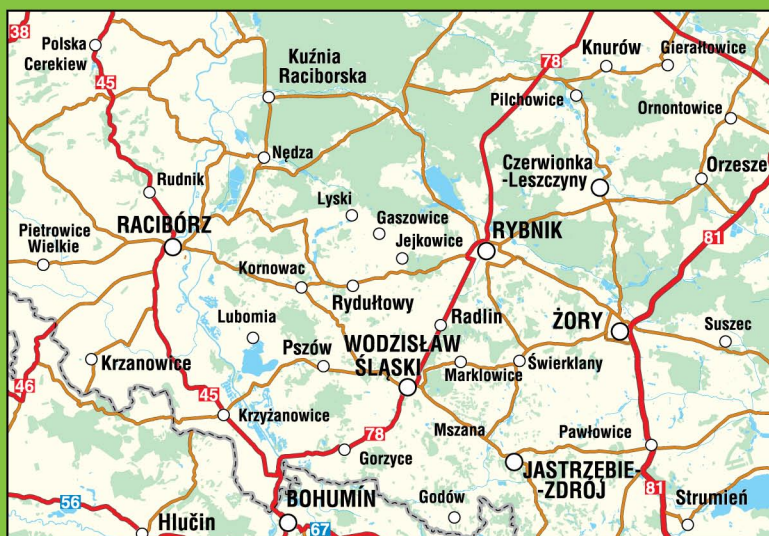 38
Polska
Cerekiew
45
Kuźnia
Raciborska
78
Knurów
Gierałtowice
Pilchowice
Ornontowice
Nędza
Czerwionka
-Leszczyny
Orzesze
Rudnik
Lyski
Gaszowice
RACIBÓRZ
Pietrowice
Wielkie
Jejkowice
RYBNIK
81
Kornowac
Rydułtowy
Lubomia
Radlin
ŻORY
Suszec
Krzanowice
Pszów
WODZISŁAW
ŚLĄSKI
Marklowice
Świerklany
46
45
Krzyżanowice
78
Mszana
Pawłowice
Gorzyce
JASTRZĘBIE-
-ZDRÓJ
81
56
BOHUMÍN
Godów
Strumień
Hlučin
67